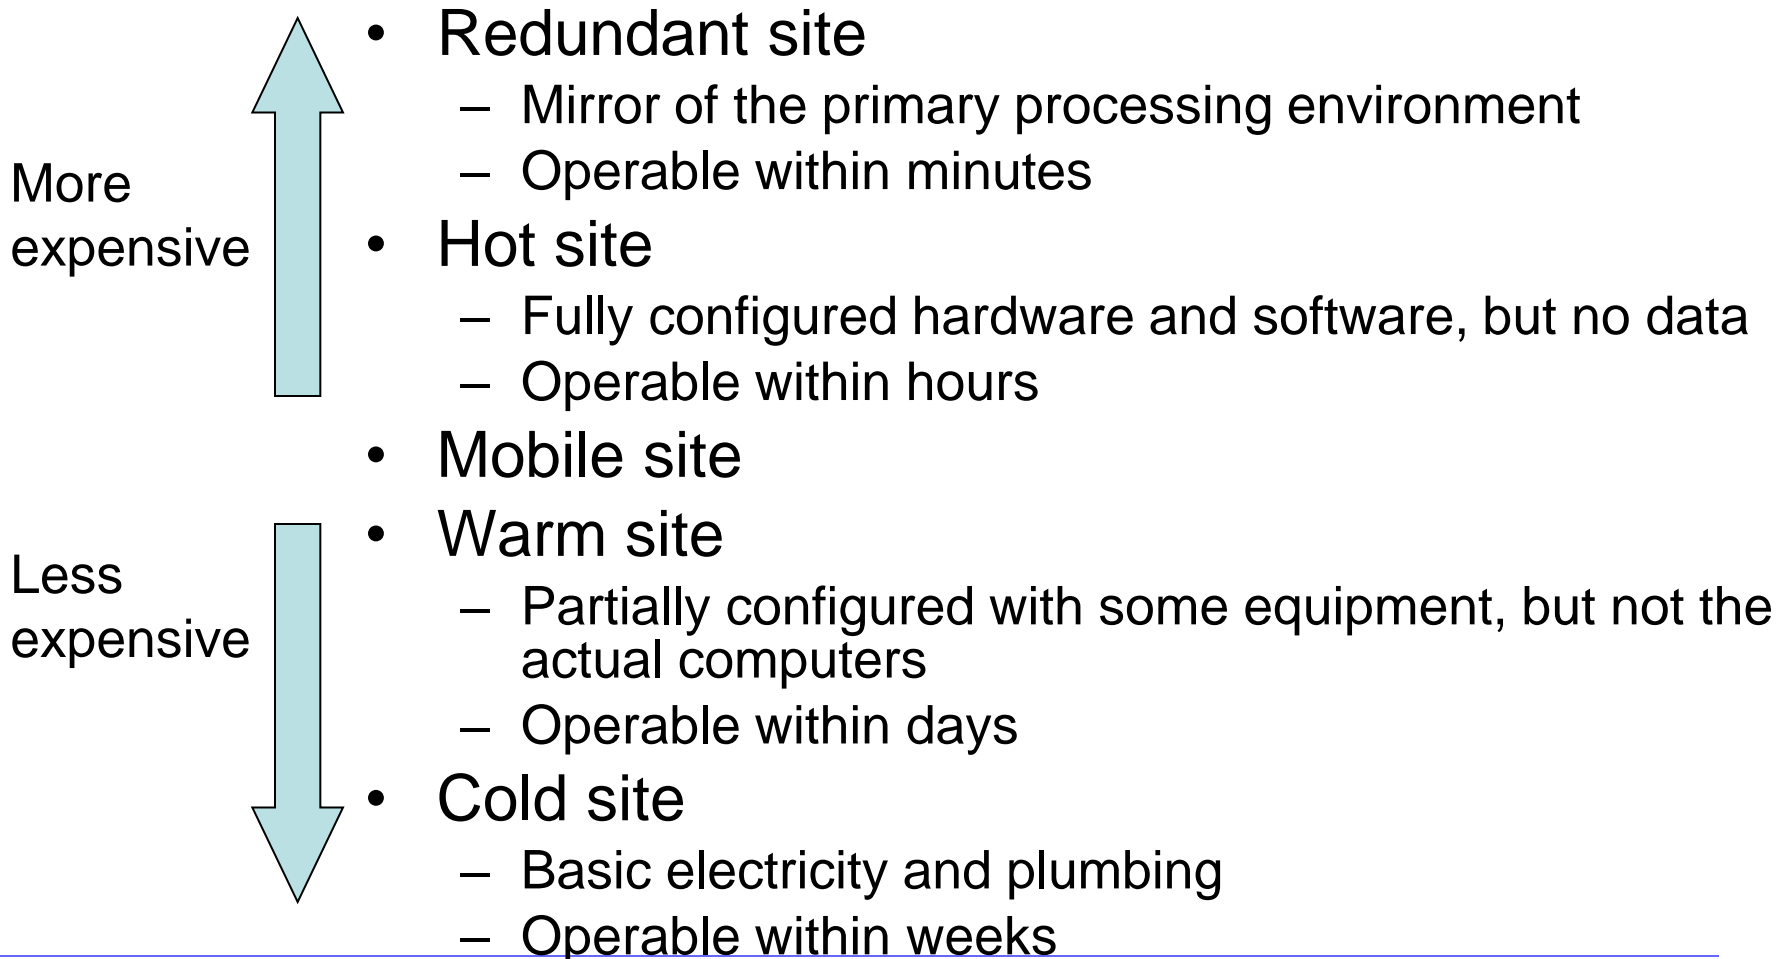 • Redundant site
– Mirror of the primary processing environment
– Operable within minutes
More
expensive
• Hot site
– Fully configured hardware and software, but no data
– Operable within hours
• Mobile site
• Warm site
Less
expensive
– Partially configured with some equipment, but not the
actual computers
– Operable within days
• Cold site
– Basic electricity and plumbing
– Operable within weeks